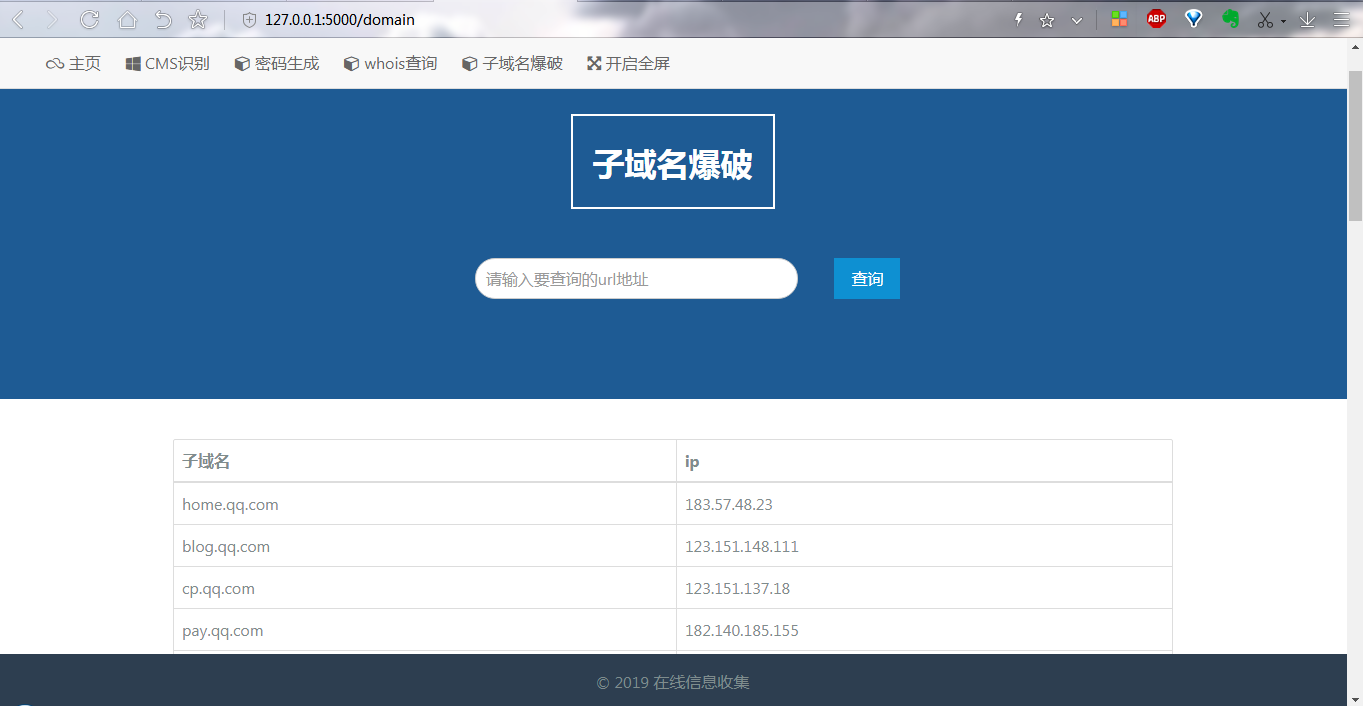 127.0.0.1:5000/domain
ABP
主页 CMS识别 密码生成 whois查询 子域名爆破 开启全屏
子域名爆破
请输入要查询的url地址 查询
子域名 ip
home.qq.com 183.57.48.23
blog.qq.com 123.151.148.111
cp.qq.com 123.151.137.18
pay.qq.com 182.140.185.155
© 2019 在线信息收集